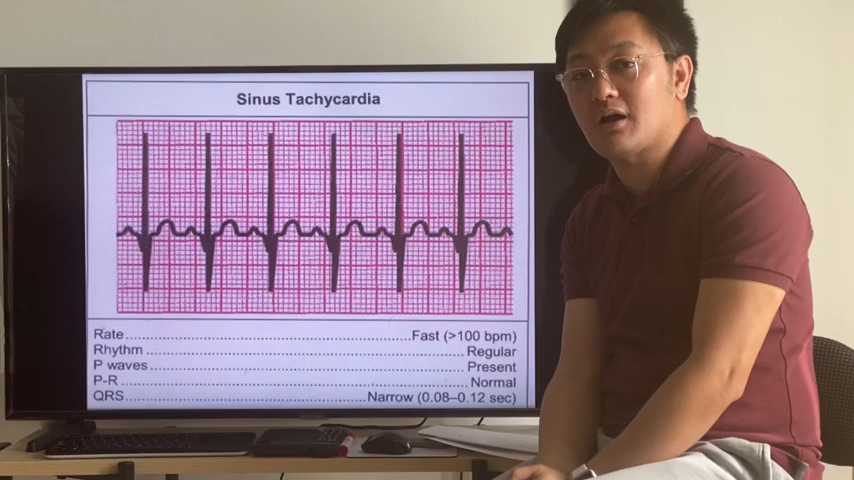 Sinus Tachycardia
Rate........................................................Fast (>100 bpm)
Rhythm................................................................Regular
P waves................................................................Present
P-R........................................................................Normal
QRS...............................................Narrow (0.08–0.12 sec)